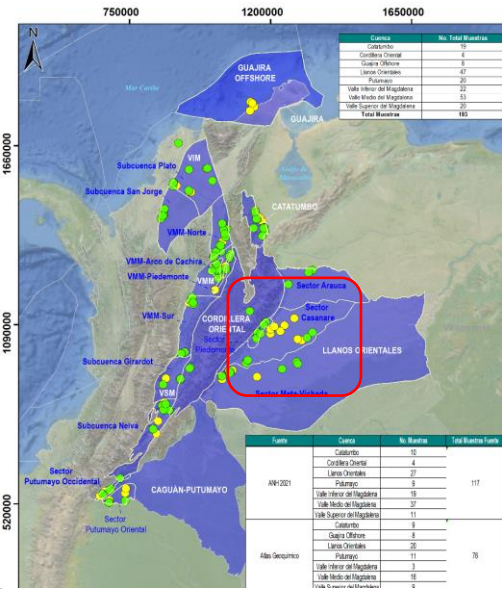 750000 1200000 1650000
N
Cuenca No. Total Muestras
Catatumbo 19
Cordillera Oriental 4
Guajira Offshore 8
Llanos Orientales 47
Putumayo 20
Valle Inferior del Magdalena 22
Valle Medio del Magdalena 53
Valle Superior del Magdalena 20
Total Muestras 193
GUAJIRA
OFFSHORE
Mar Caribe
GUAJIRA
1660000
Subcuenca Plato
VIM
Subcuenca San Jorge
CATATUMBO
VMM-Norte
VMM-Arco de Cachira
VMM-Piedemonte
VMM
Sector Arauca
Sector
Casanare
VMM-Sur
CORDILLERA
ORIENTAL
1090000
Sector
Piedemonte
LLANOS ORIENTALES
Subcuenca Girardot
Sector Meta-Vichada
VSM
Subcuenca Neiva
Sector
Putumayo Occidental
CAGUÁN-PUTUMAYO
520000
Sector
Putumayo Oriental
Fuente Cuenca No. Muestras Total Muestras Fuente
Catatumbo 10
Cordillera Oriental 4
Llanos Orientales 27
ANH 2021 Putumayo 9 117
Valle Inferior del Magdalena 19
Valle Medio del Magdalena 37
Valle Superior del Magdalena 11
Catatumbo 9
Guajira Offshore 8
Llanos Orientales 20
Atlas Geoquímico Putumayo 11 76
Valle Inferior del Magdalena 3
Valle Medio del Magdalena 16
Valle Superior del Magdalena 9